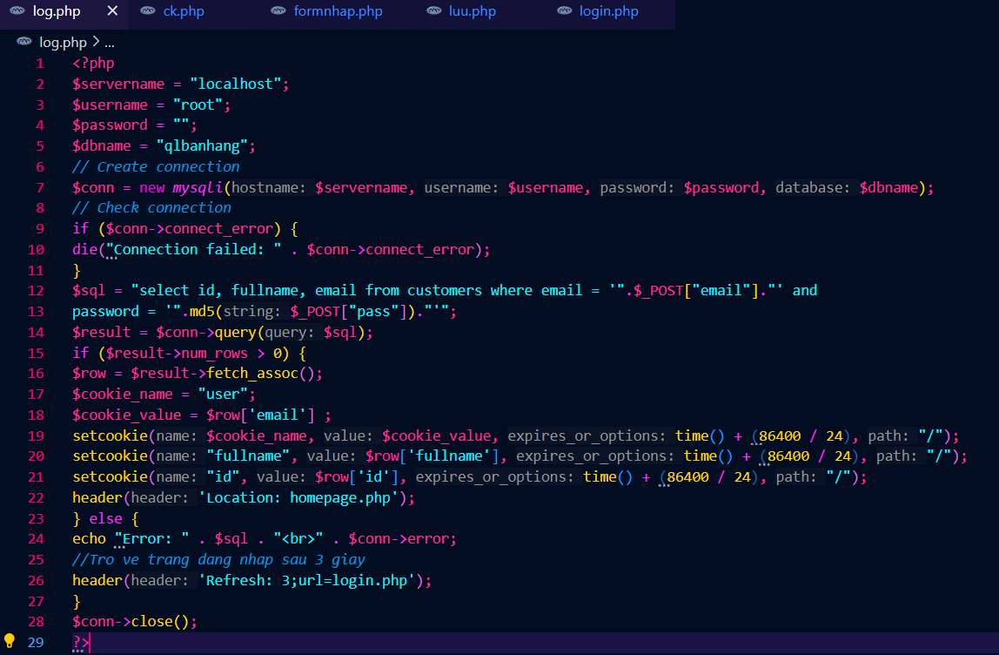 log.php
ck.php
formnhap.php
luu.php
login.php
log.php > ...
1 <?php
2 $servername = "localhost";
3 $username = "root";
4 $password = "";
5 $dbname = "qlbanhang";
6 // Create connection
7 $conn = new mysqli(hostname: $servername, username: $username, password: $password, database: $dbname);
8 // Check connection
9 if ($conn->connect_error) {
10 die("Connection failed: " . $conn->connect_error);
11 }
12 $sql = "select id, fullname, email from customers where email = '".$_POST["email"]."' and
13 password = '".md5(string: $_POST["pass"])."'";
14 $result = $conn->query(query: $sql);
15 if ($result->num_rows > 0) {
16 $row = $result->fetch_assoc();
17 $cookie_name = "user";
18 $cookie_value = $row['email'] ;
19 setcookie(name: $cookie_name, value: $cookie_value, expires_or_options: time() + (86400 / 24), path: "/");
20 setcookie(name: "fullname", value: $row['fullname'], expires_or_options: time() + (86400 / 24), path: "/");
21 setcookie(name: "id", value: $row['id'], expires_or_options: time() + (86400 / 24), path: "/");
22 header(header: 'Location: homepage.php');
23 } else {
24 echo "Error: " . $sql . "<br>" . $conn->error;
25 //Tro ve trang dang nhap sau 3 giay
26 header(header: 'Refresh: 3;url=login.php');
27 }
28 $conn->close();
29 ?>